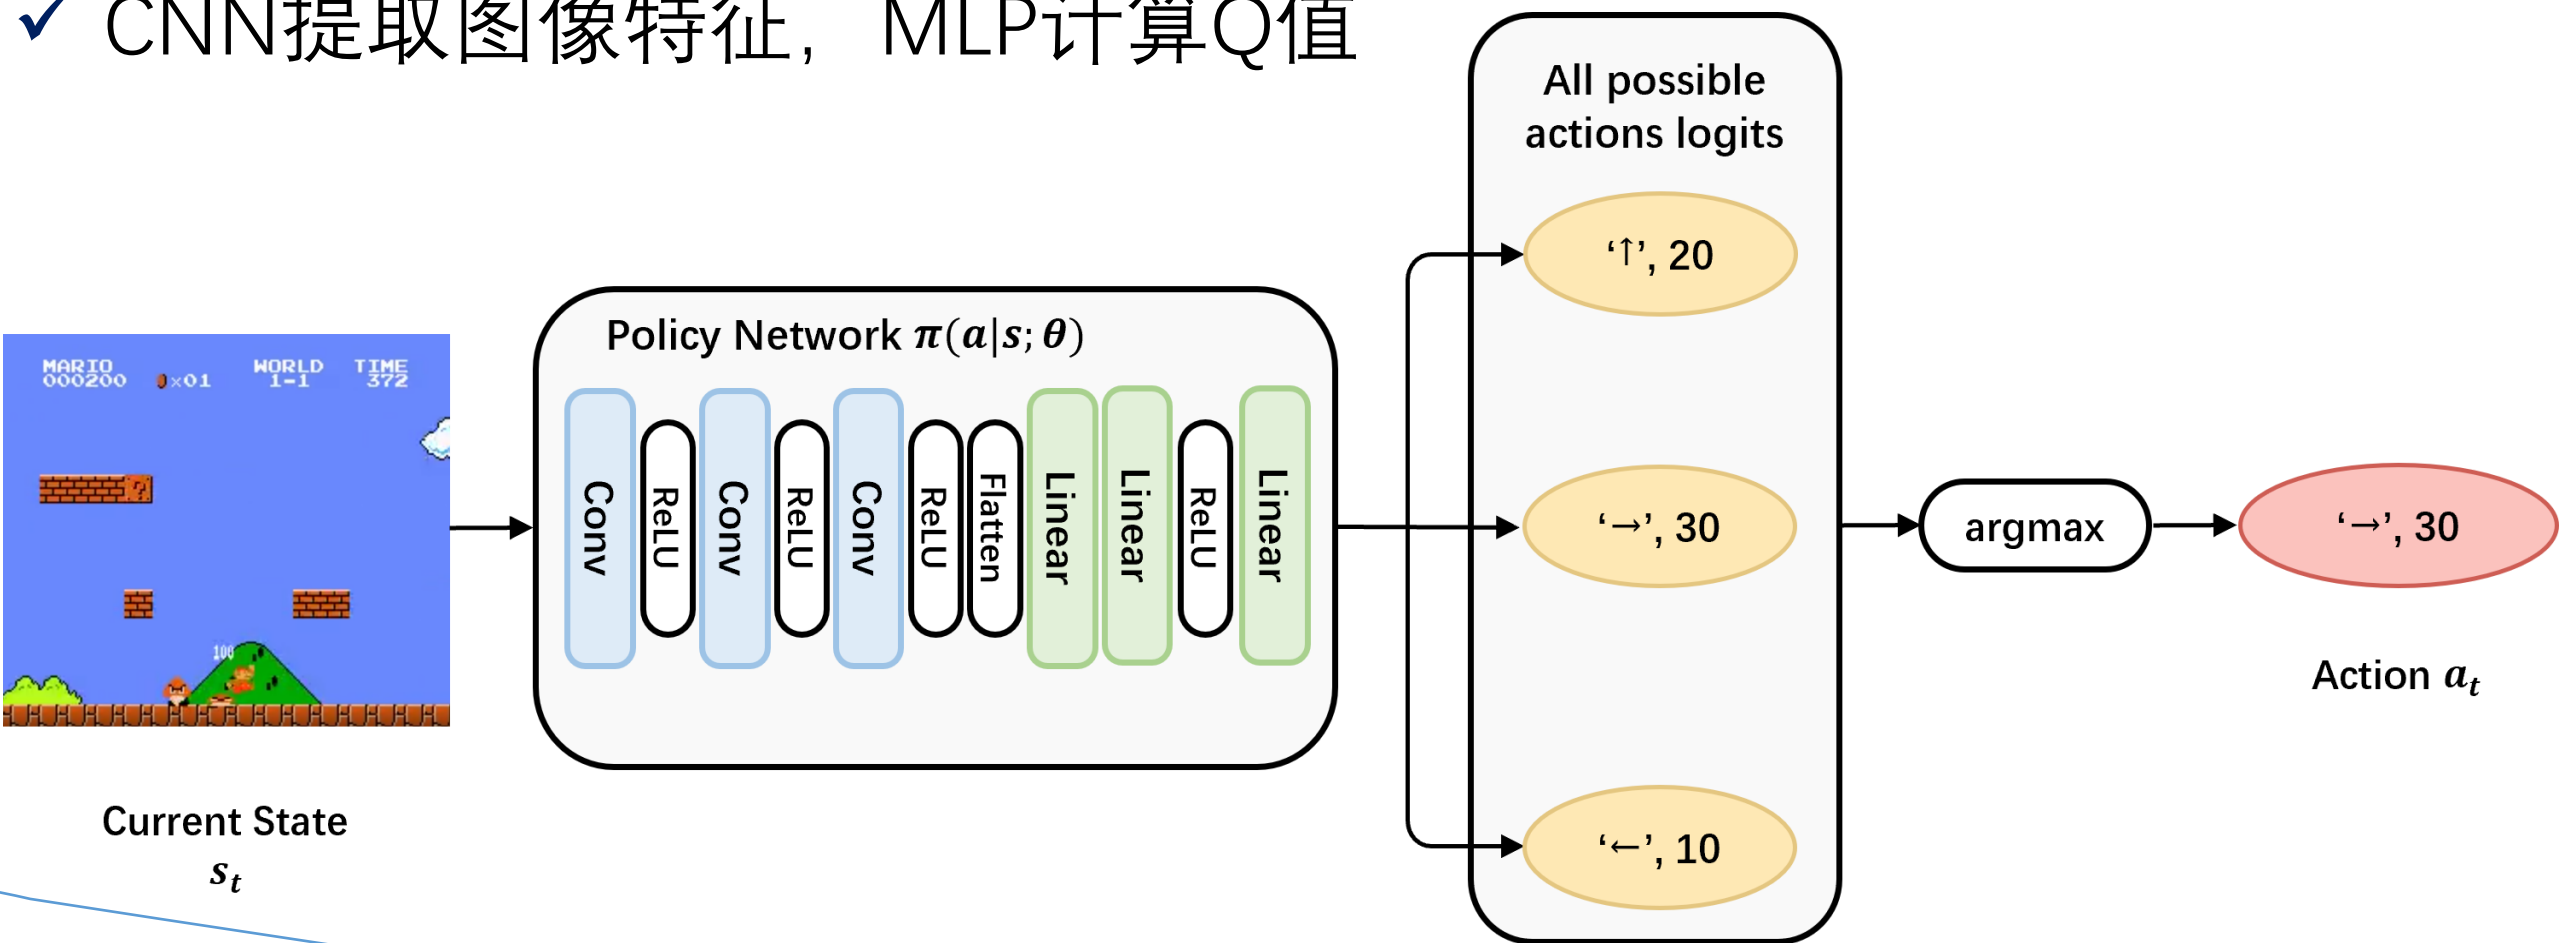 ✓ CNN提取图像特征， MLP计算Q值
All possible
actions logits
‘↑’, 20
Policy Network π(a|s; θ)
MARIO WORLD TIME
000200 ×01 1-1 372
Conv
ReLU
Conv
ReLU
Conv
ReLU
Flatten
Linear
Linear
ReLU
Linear
‘→’, 30
argmax
‘→’, 30
?
100
Action aₜ
Current State
sₜ
‘←’, 10